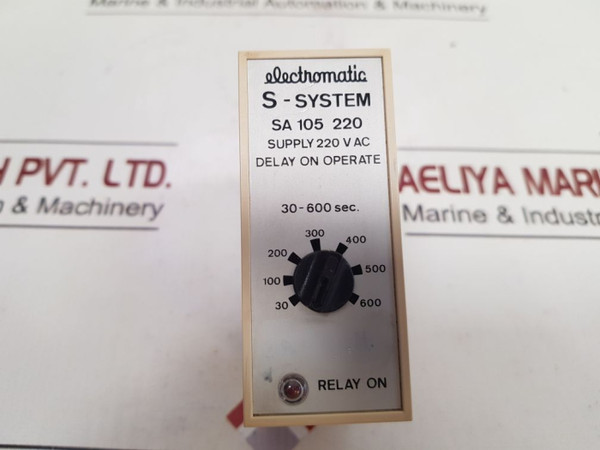 Marine & Industrial Automation & Machinery
electromatic
S - SYSTEM
SA 105 220
SUPPLY 220 V AC
DELAY ON OPERATE
H PVT. LTD.
n & Machinery
AELIYA MAR
Marine & Indust
30-600 sec.
300
200
400
100
500
30
600
RELAY ON